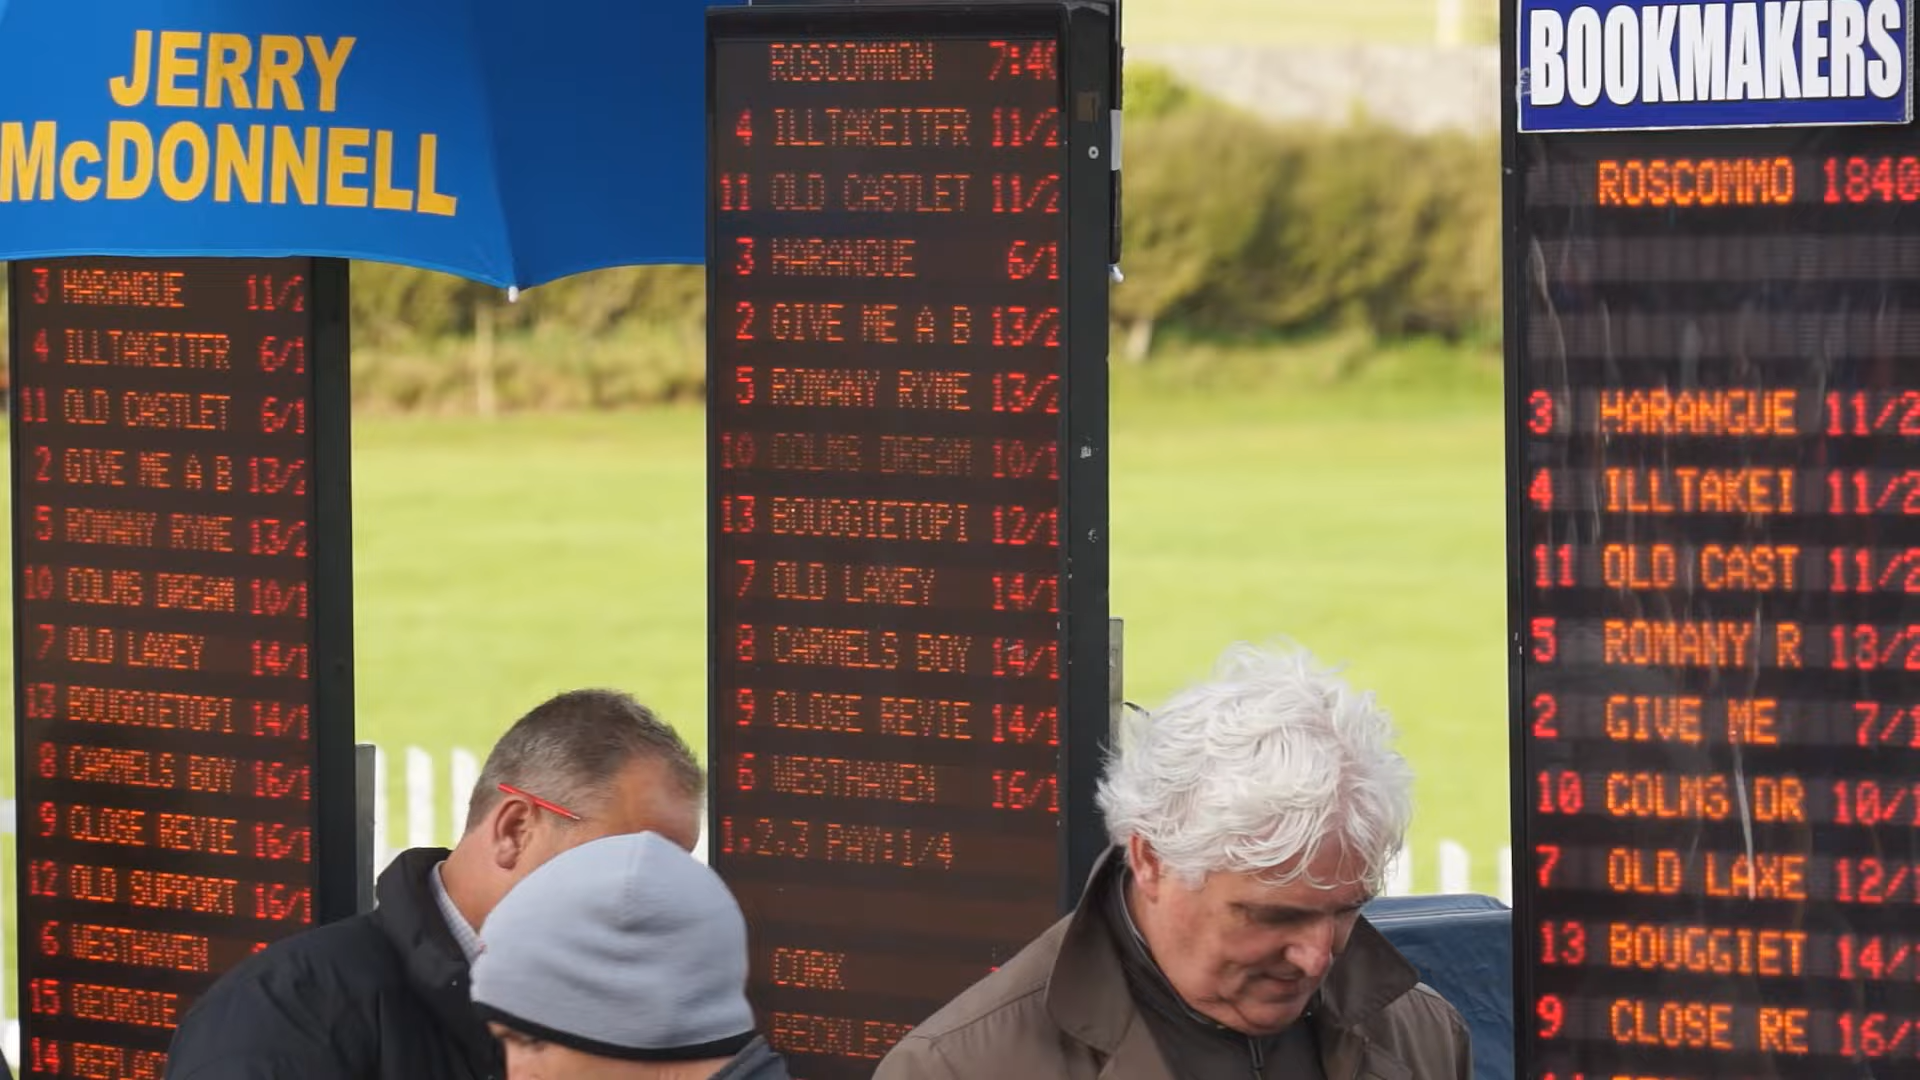 JERRY
McDONNELL
3 HARANGUE 11/2
4 ILLTAKEITFR 6/1
11 OLD CASTLET 6/1
2 GIVE ME A B 13/2
5 ROMANY RYME 13/2
10 COLMS DREAM 10/1
7 OLD LAXEY 14/1
13 BOUGGIETOPI 14/1
8 CARMELS BOY 16/1
9 CLOSE REVIE 16/1
12 OLD SUPPORT 16/1
6 WESTHAVEN
15 GEORGIE
14 REPLA
ROSCOMMON 7:40
4 ILLTAKEITFR 11/2
11 OLD CASTLET 11/2
3 HARANGUE 6/1
2 GIVE ME A B 13/2
5 ROMANY RYME 13/2
10 COLMS DREAM 10/1
13 BOUGGIETOPI 12/1
7 OLD LAXEY 14/1
8 CARMELS BOY 14/1
9 CLOSE REVIE 14/1
6 WESTHAVEN 16/1
1,2,3 PAY:1/4
CORK
RECKLESS
BOOKMAKERS
ROSCOMMO 1840
3 HARANGUE 11/2
4 ILLTAKEI 11/2
11 OLD CAST 11/2
5 ROMANY R 13/2
2 GIVE ME 7/1
10 COLMS DR 10/1
7 OLD LAXE 12/1
13 BOUGGIET 14/
9 CLOSE RE 16/